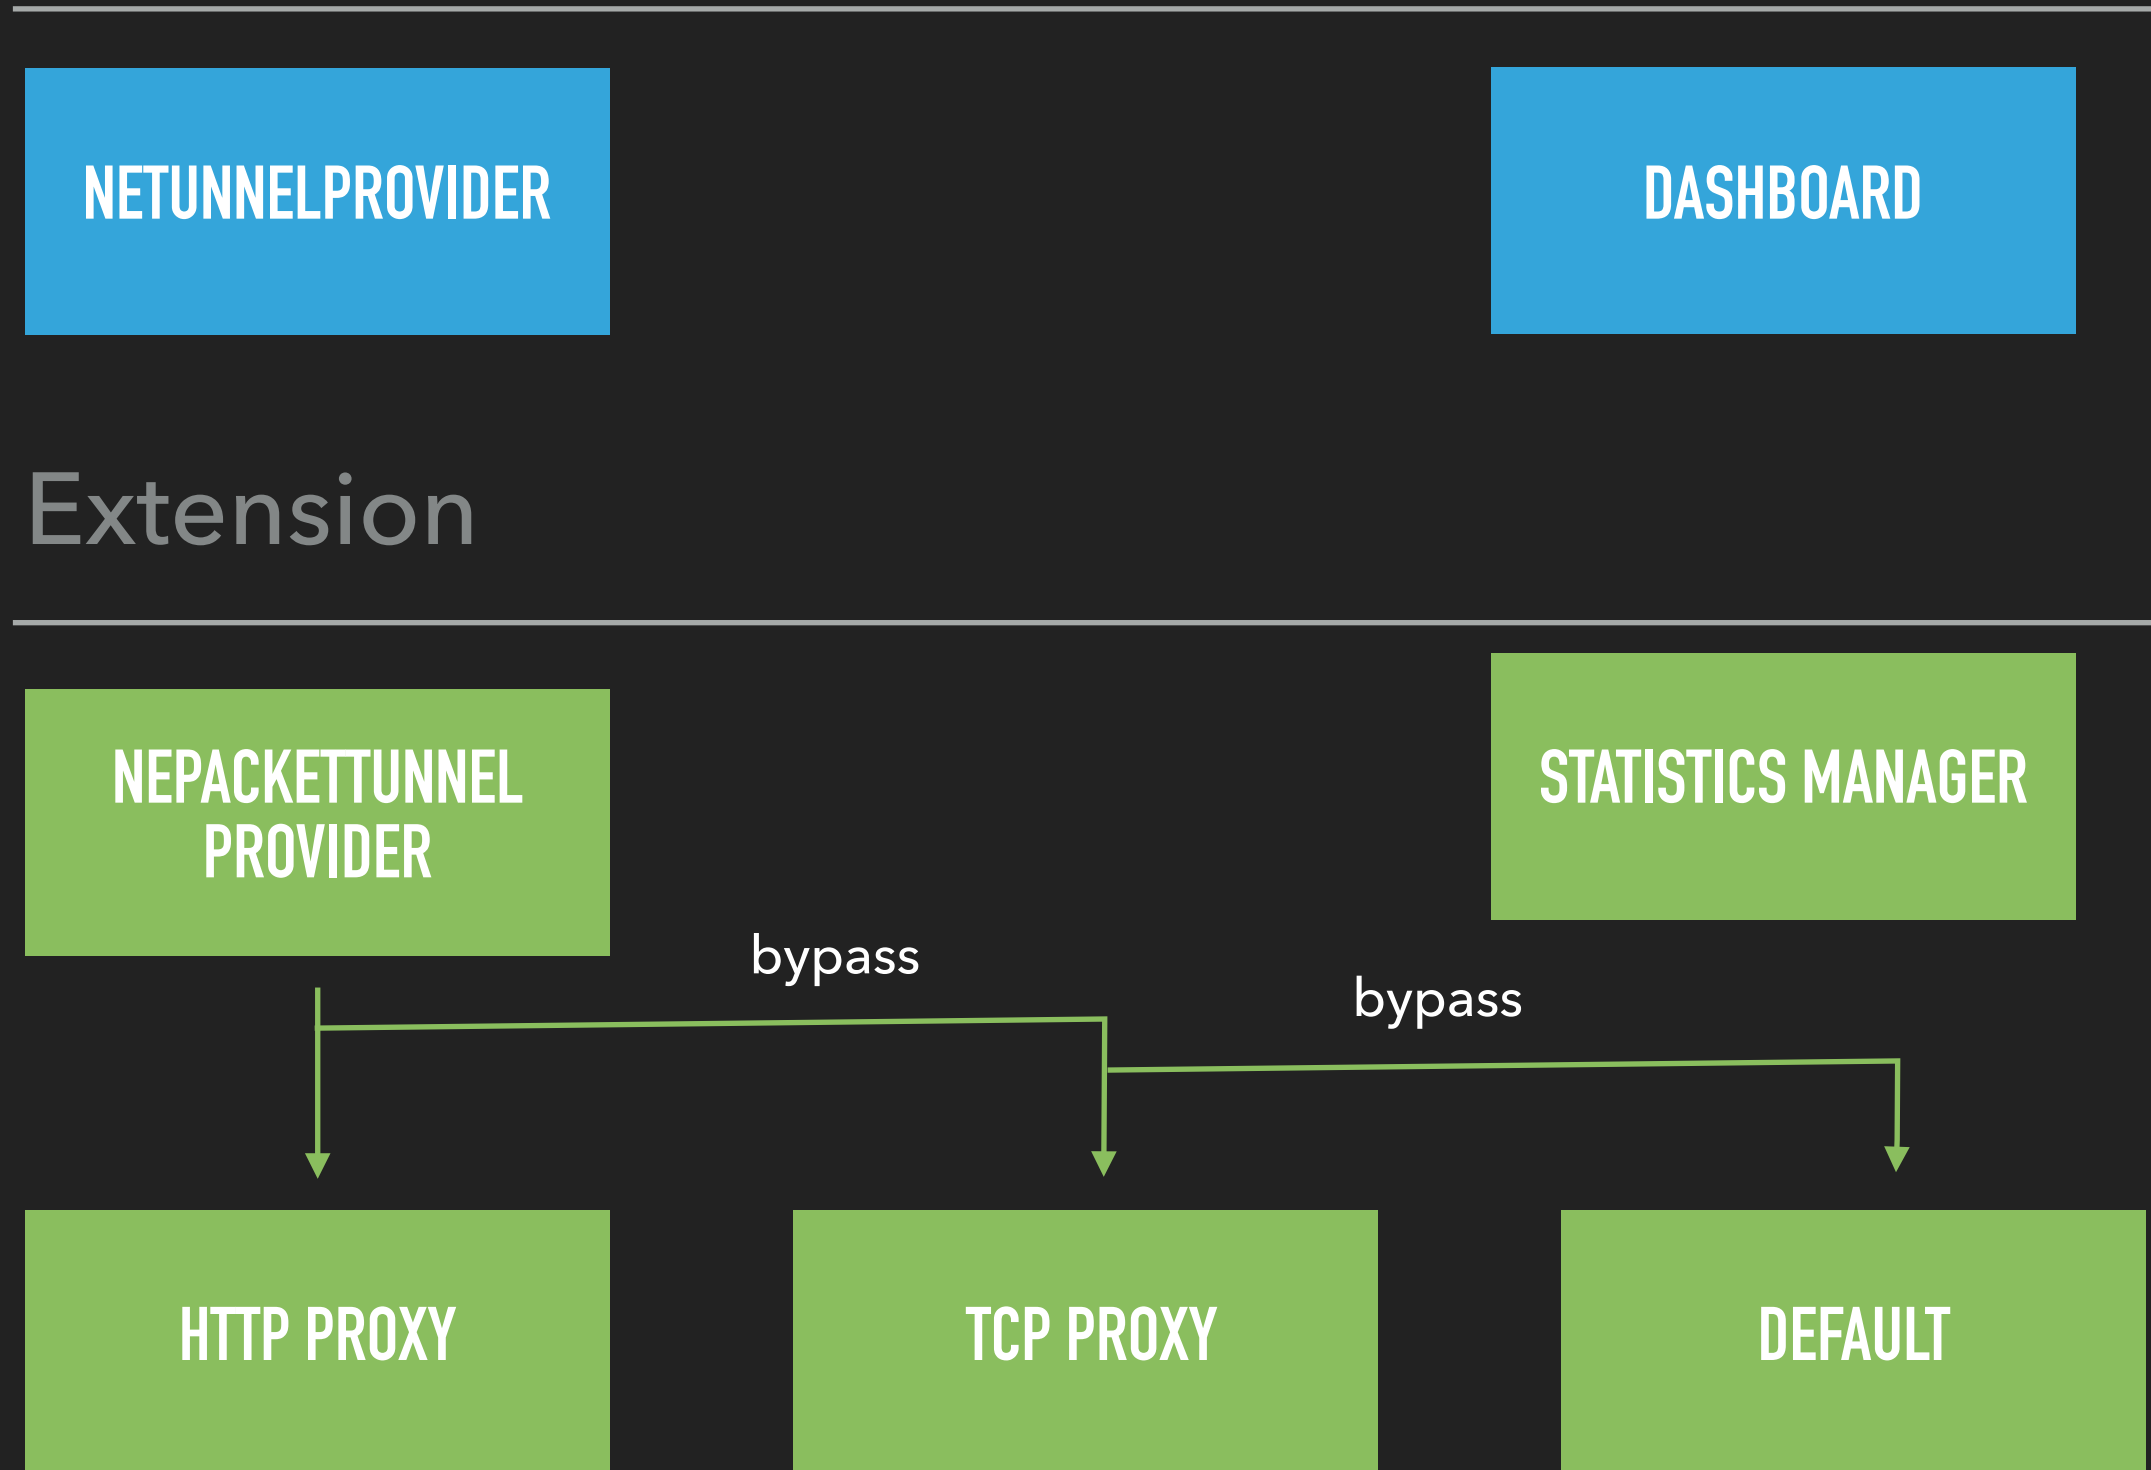 NETUNNELPROVIDER
DASHBOARD
Extension
NEPACKETTUNNEL
PROVIDER
STATISTICS MANAGER
bypass
bypass
HTTP PROXY
TCP PROXY
DEFAULT